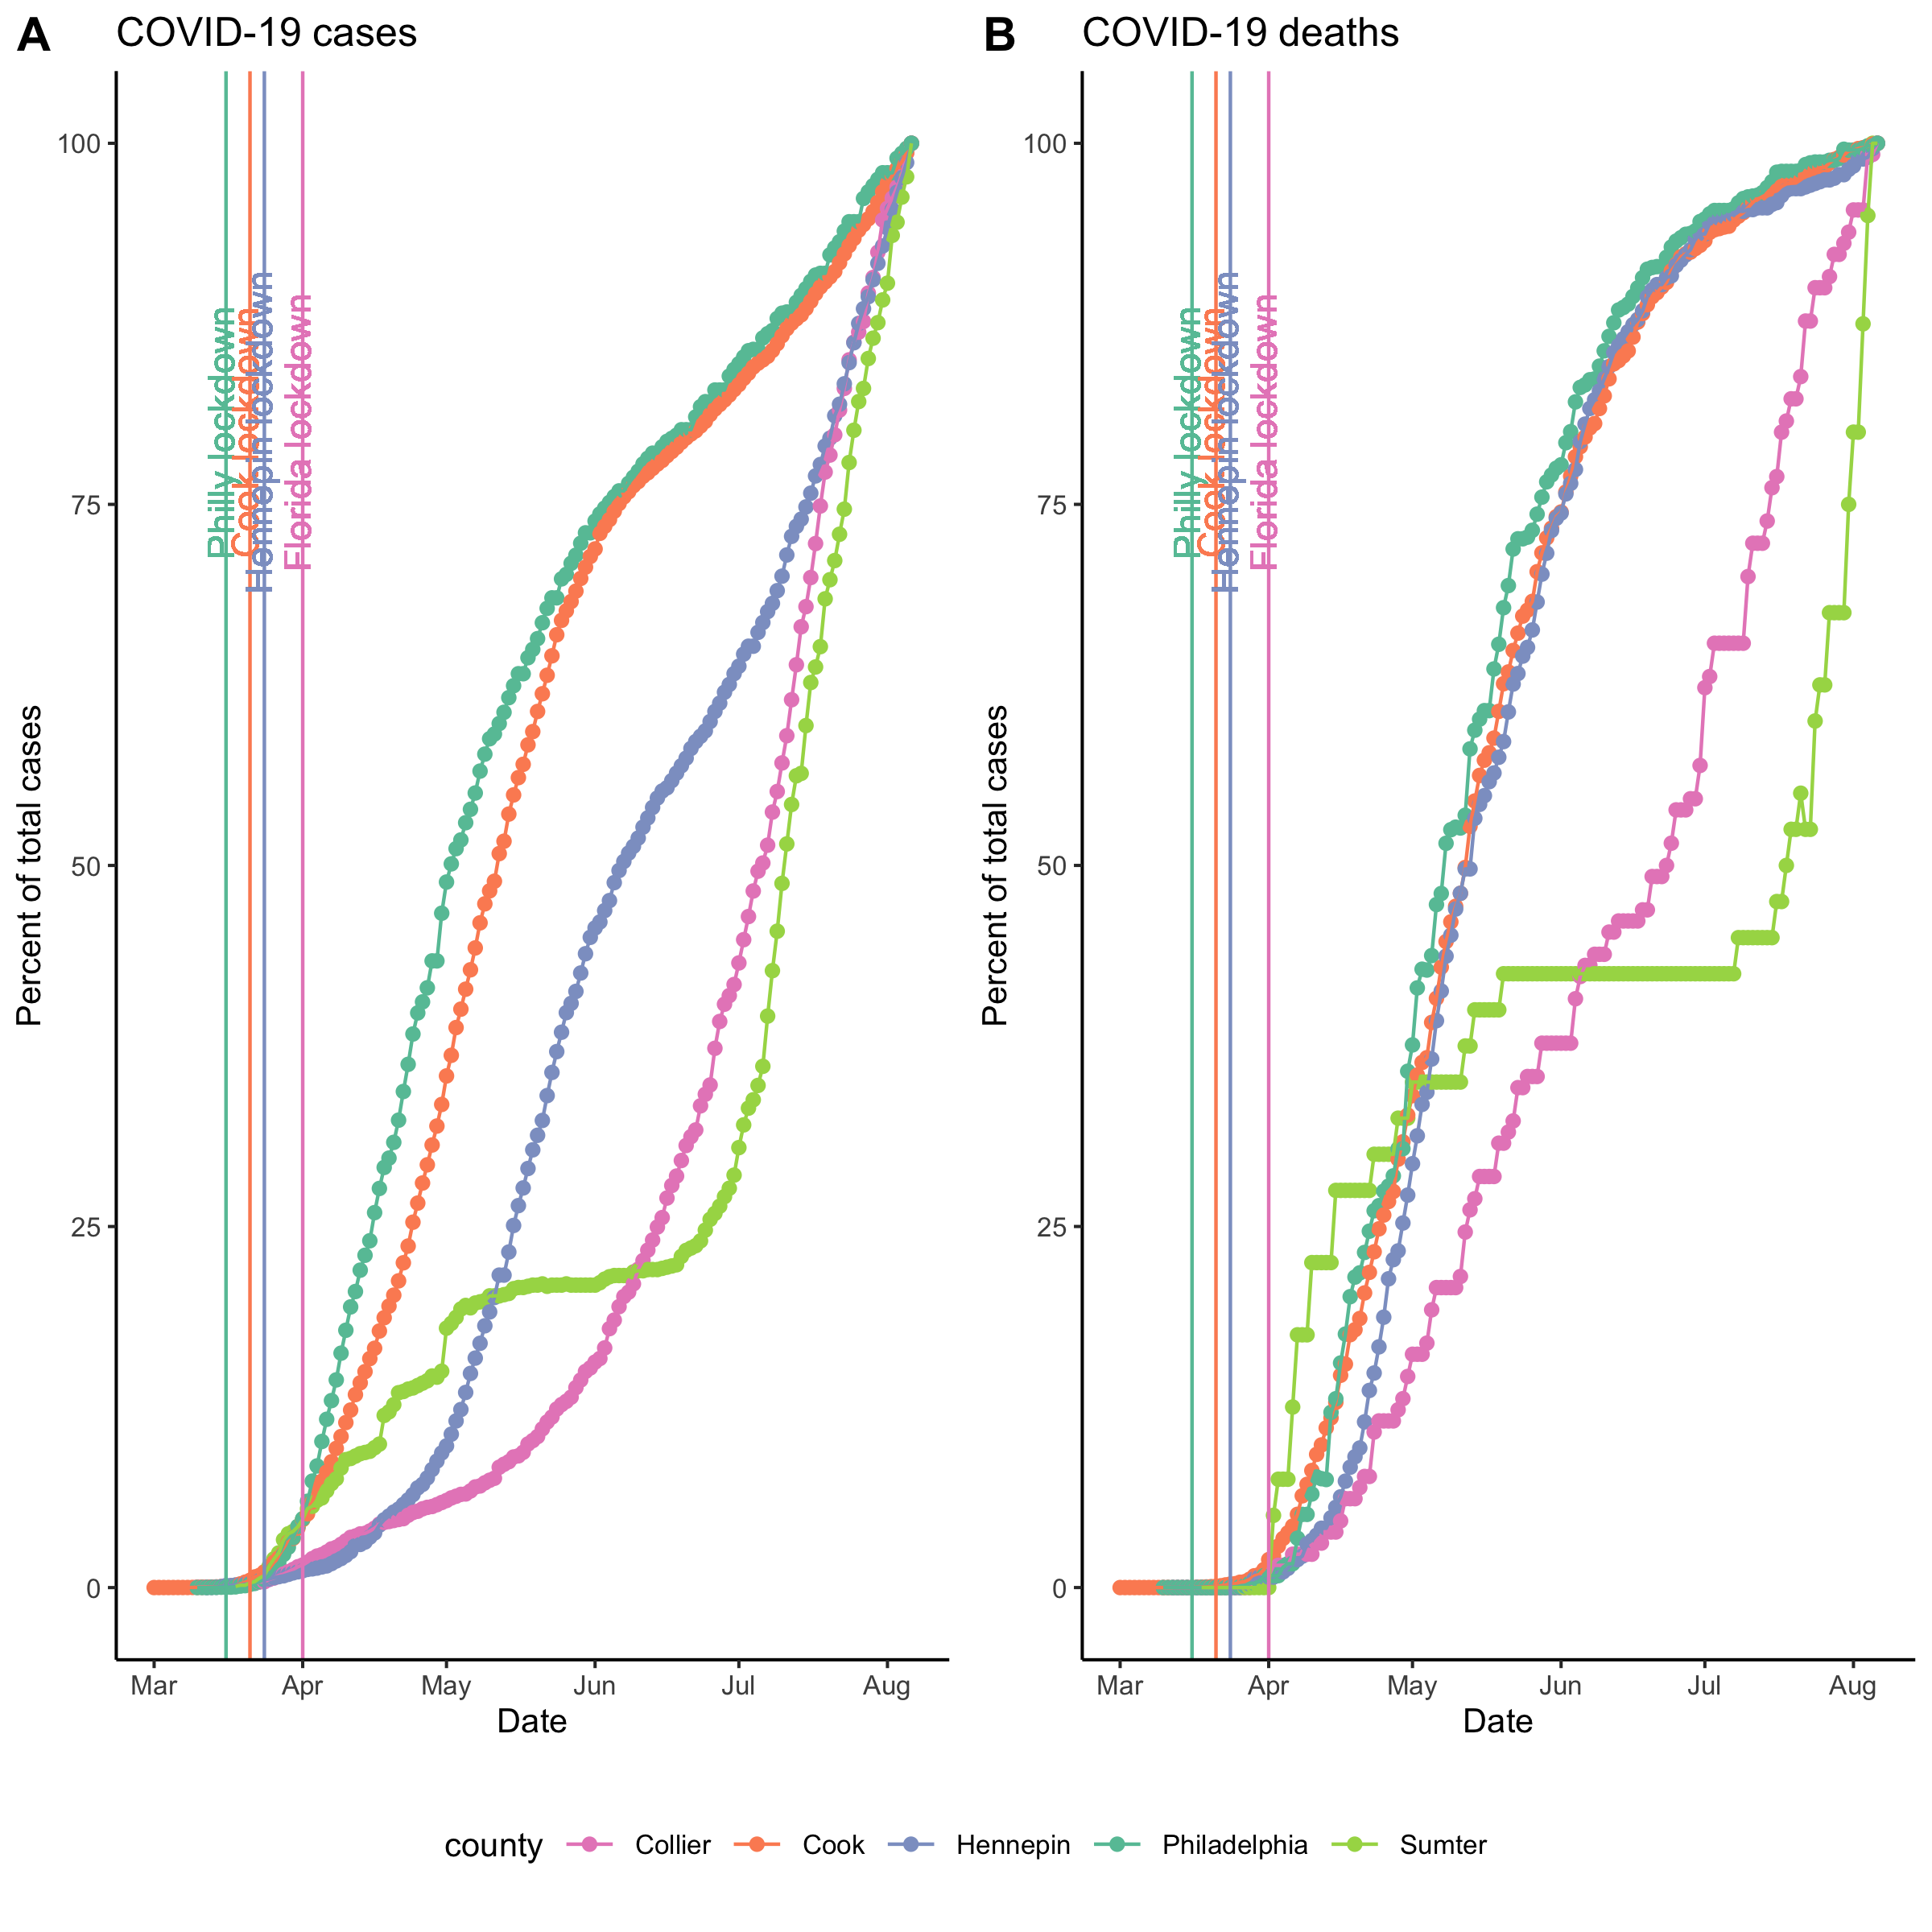 A COVID-19 cases
Percent of total cases
100
75
50
25
0
Philly lockdown
Cook lockdown
Hennepin lockdown
Florida lockdown
Mar Apr May Jun Jul Aug
Date
B COVID-19 deaths
Percent of total cases
100
75
50
25
0
Philly lockdown
Cook lockdown
Hennepin lockdown
Florida lockdown
Mar Apr May Jun Jul Aug
Date
county Collier Cook Hennepin Philadelphia Sumter